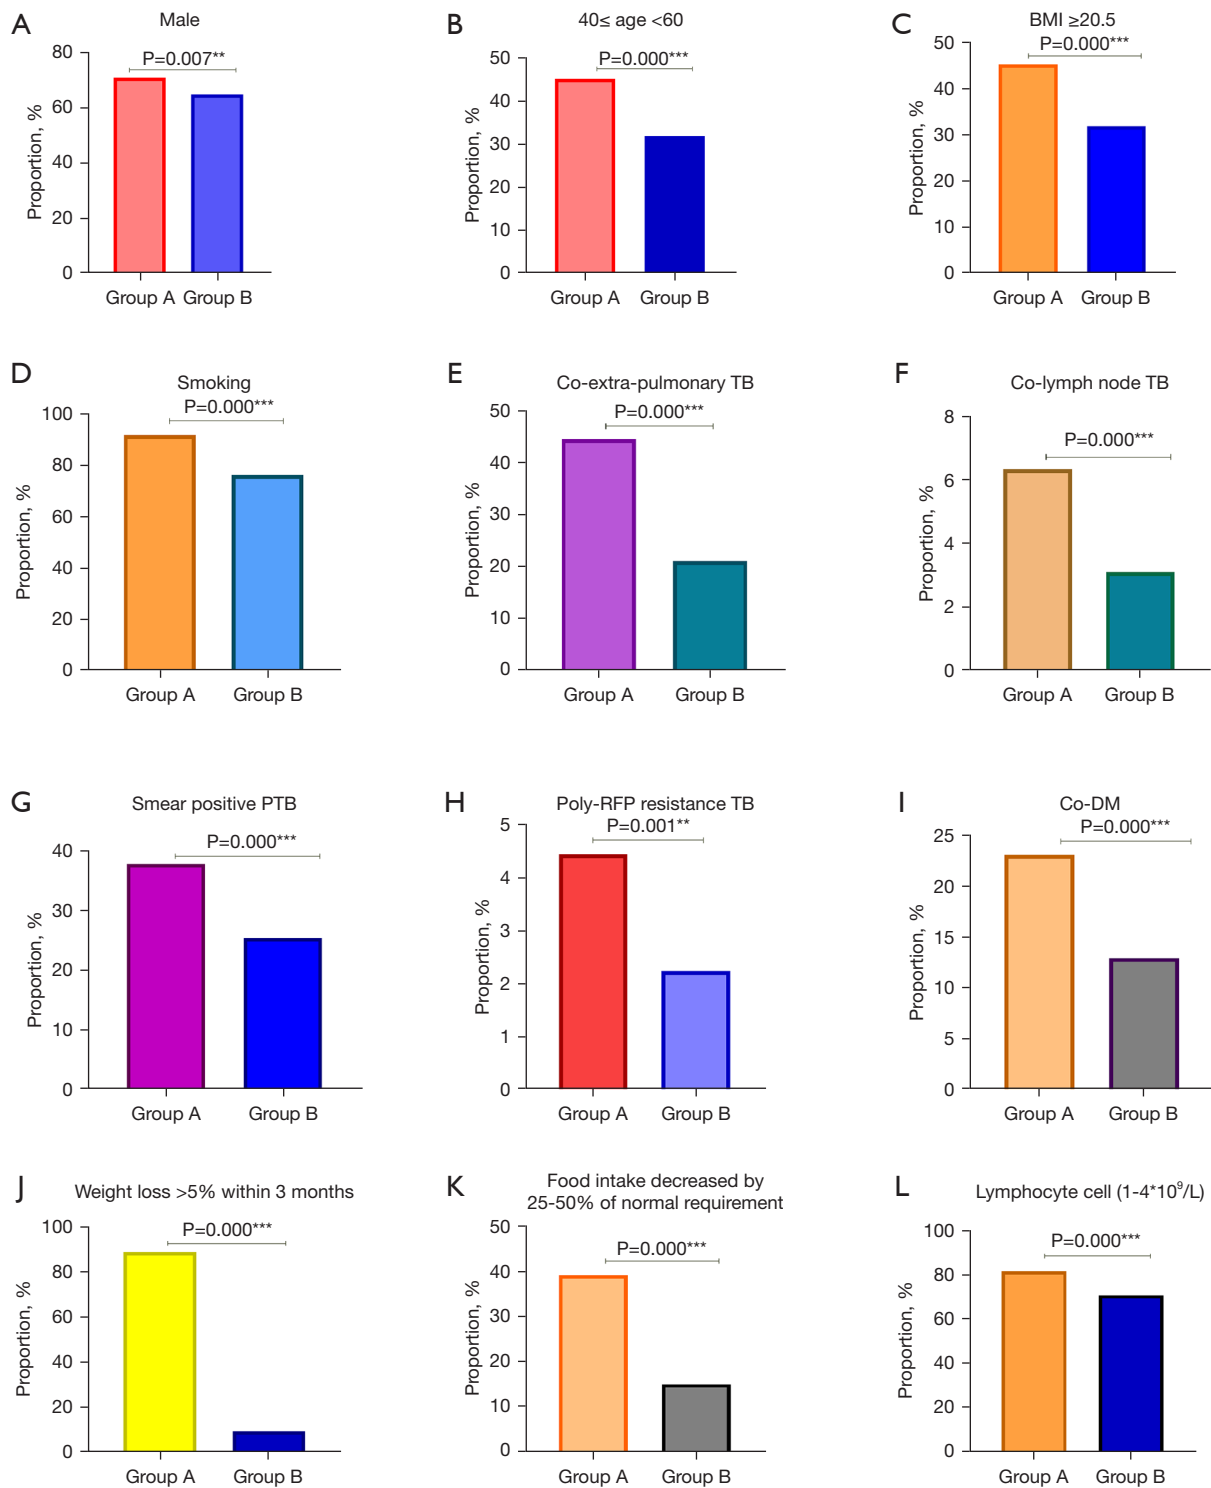 A
Male
P=0.007**
Proportion, %
80
60
40
20
0
Group A Group B
B
40≤ age <60
P=0.000***
Proportion, %
50
40
30
20
10
0
Group A Group B
C
BMI ≥20.5
P=0.000***
Proportion, %
50
40
30
20
10
0
Group A Group B
D
Smoking
P=0.000***
Proportion, %
100
80
60
40
20
0
Group A Group B
E
Co-extra-pulmonary TB
P=0.000***
Proportion, %
50
40
30
20
10
0
Group A Group B
F
Co-lymph node TB
P=0.000***
Proportion, %
8
6
4
2
0
Group A Group B
G
Smear positive PTB
P=0.000***
Proportion, %
40
30
20
10
0
Group A Group B
H
Poly-RFP resistance TB
P=0.001**
Proportion, %
5
4
3
2
1
0
Group A Group B
I
Co-DM
P=0.000***
Proportion, %
25
20
15
10
5
0
Group A Group B
J
Weight loss >5% within 3 months
P=0.000***
Proportion, %
100
80
60
40
20
0
Group A Group B
K
Food intake decreased by
25-50% of normal requirement
P=0.000***
Proportion, %
50
40
30
20
10
0
Group A Group B
L
Lymphocyte cell (1-4*10⁹/L)
P=0.000***
Proportion, %
100
80
60
40
20
0
Group A Group B